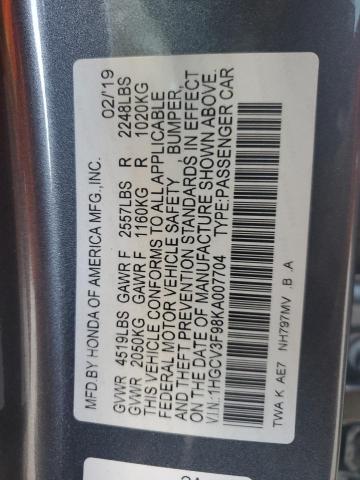 MFD BY HONDA OF AMERICA MFG.,INC. 02/'19
GVWR 4519LBS GAWR F 2557LBS R 2248LBS
GVWR 2050KG GAWR F 1160KG R 1020KG
THIS VEHICLE CONFORMS TO ALL APPLICABLE
FEDERAL MOTOR VEHICLE SAFETY BUMPER,
AND THEFT PREVENTION STANDARDS IN EFFECT
ON THE DATE OF MANUFACTURE SHOWN ABOVE.
V.I.N.:1HGCV3F98KA007704 TYPE:PASSENGER CAR
TWA K AE7 NH797MV .B .A